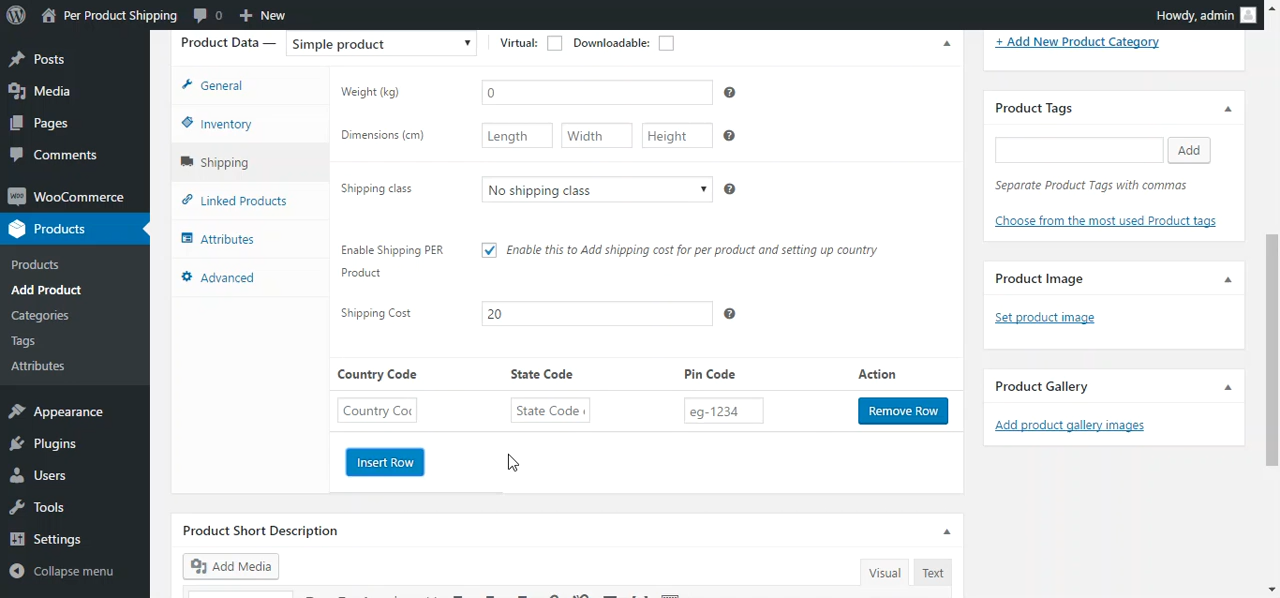 Per Product Shipping 0 New Howdy, admin
Posts
Media
Pages
Comments
WooCommerce
Products
Products
Add Product
Categories
Tags
Attributes
Appearance
Plugins
Users
Tools
Settings
Collapse menu
Product Data — Simple product Virtual: Downloadable:
General
Inventory
Shipping
Linked Products
Attributes
Advanced
Weight (kg) 0
Dimensions (cm) Length Width Height
Shipping class No shipping class
Enable Shipping PER Product Enable this to Add shipping cost for per product and setting up country
Shipping Cost 20
Country Code State Code Pin Code Action
Country Co State Code eg-1234 Remove Row
Insert Row
Product Short Description
Add Media Visual Text
+ Add New Product Category
Product Tags
Add
Separate Product Tags with commas
Choose from the most used Product tags
Product Image
Set product image
Product Gallery
Add product gallery images